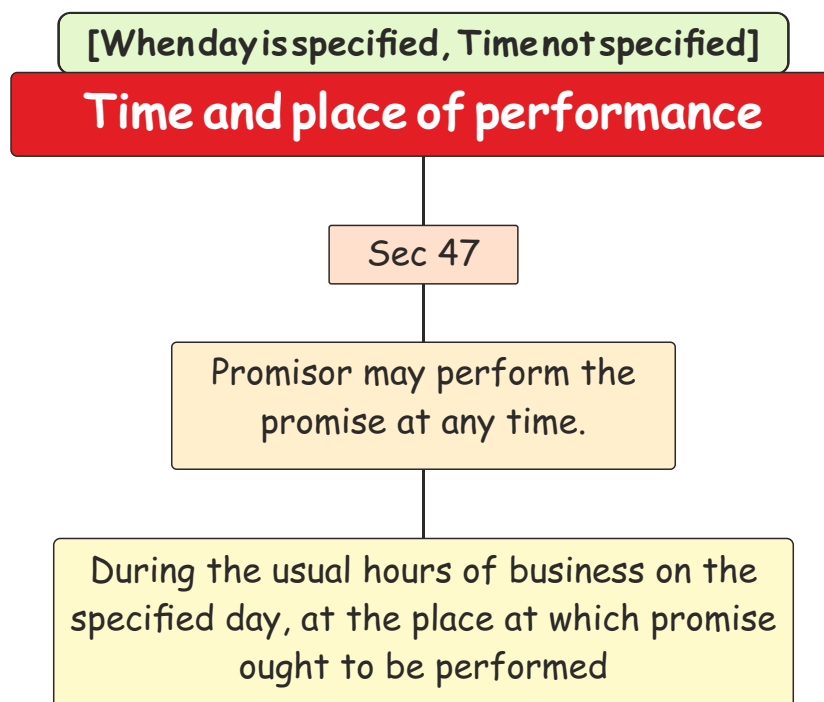 [When day is specified, Time not specified]
Time and place of performance
Sec 47
Promisor may perform the
promise at any time.
During the usual hours of business on the
specified day, at the place at which promise
ought to be performed